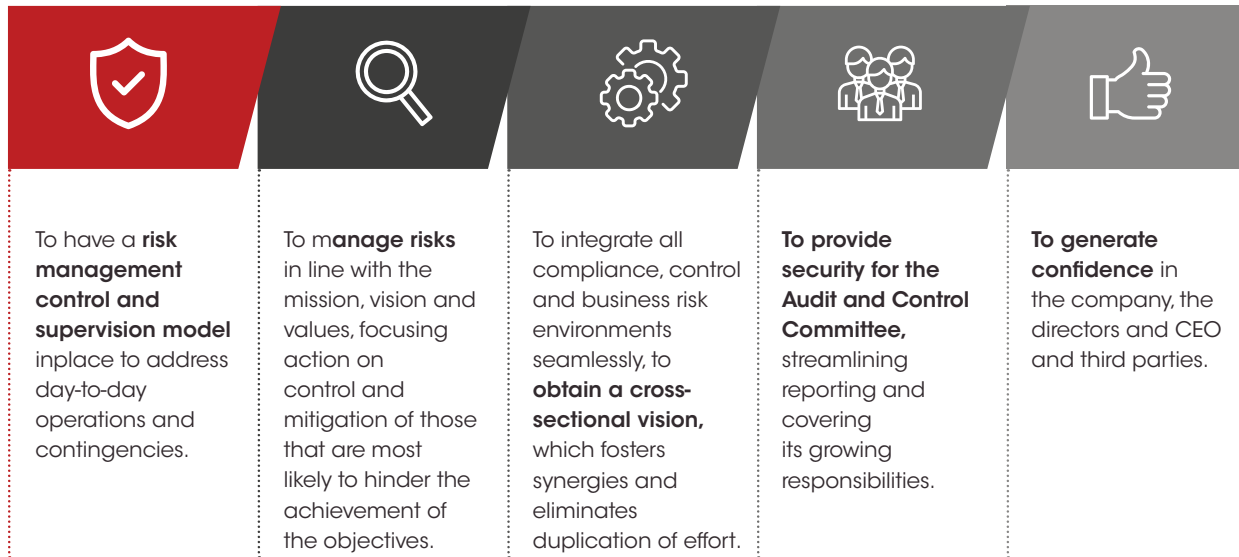 To have a risk
management
control and
supervision model
inplace to address
day-to-day
operations and
contingencies.
To manage risks
in line with the
mission, vision and
values, focusing
action on
control and
mitigation of those
that are most
likely to hinder the
achievement of
the objectives.
To integrate all
compliance, control
and business risk
environments
seamlessly, to
obtain a cross-
sectional vision,
which fosters
synergies and
eliminates
duplication of effort.
To provide
security for the
Audit and Control
Committee,
streamlining
reporting and
covering
its growing
responsibilities.
To generate
confidence in
the company, the
directors and CEO
and third parties.